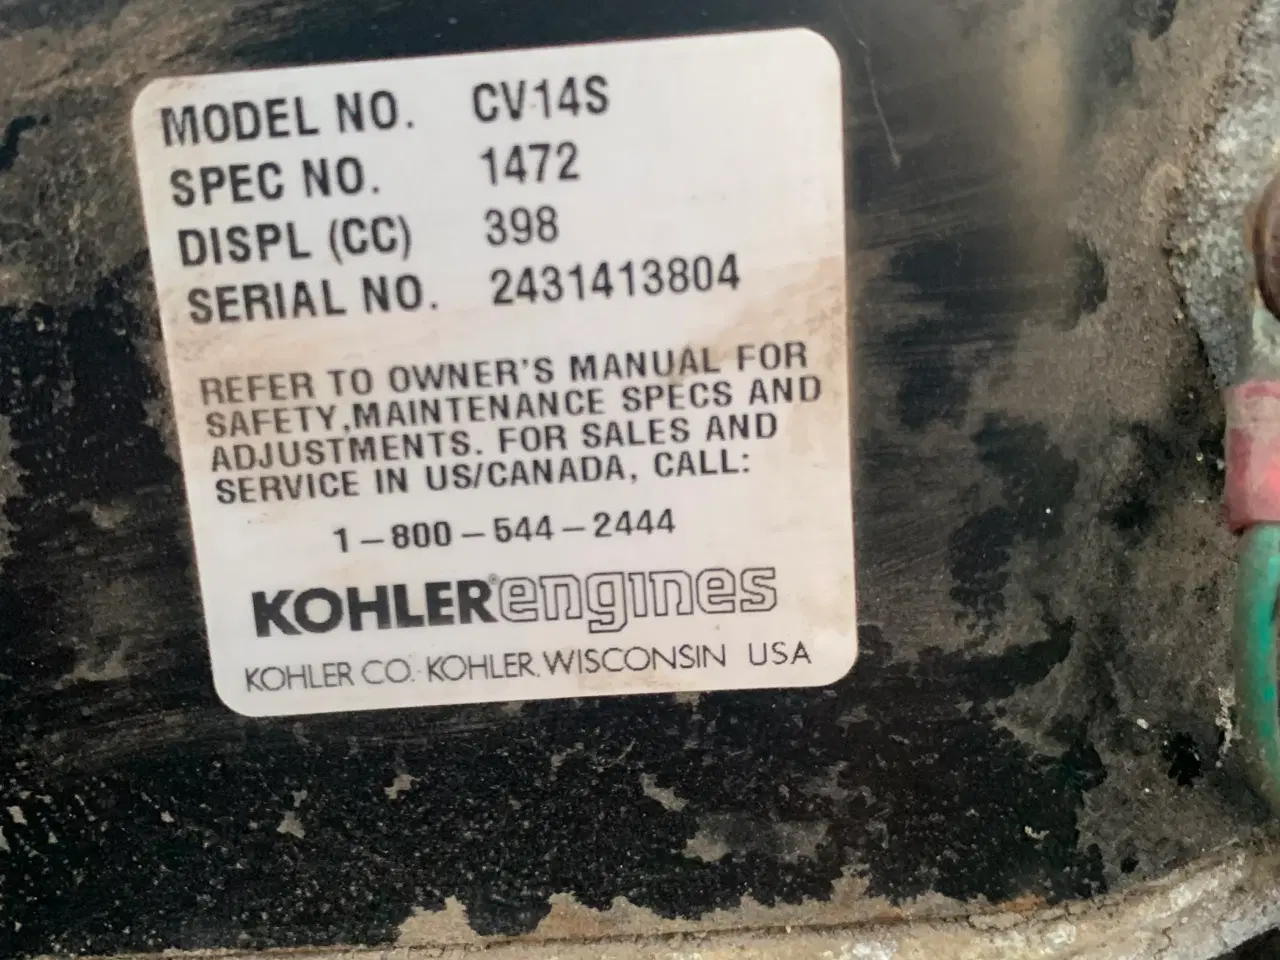 MODEL NO. CV14S
SPEC NO. 1472
DISPL (CC) 398
SERIAL NO. 2431413804
REFER TO OWNER'S MANUAL FOR
SAFETY,MAINTENANCE SPECS AND
ADJUSTMENTS. FOR SALES AND
SERVICE IN US/CANADA, CALL:
1-800-544-2444
KOHLER® engines
KOHLER CO. KOHLER, WISCONSIN USA